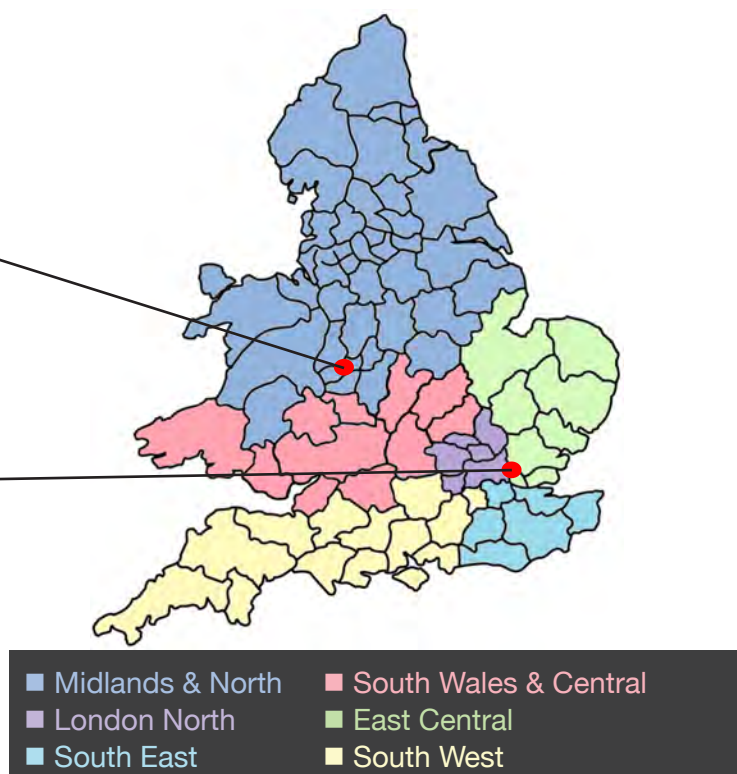 Midlands & North
South Wales & Central
London North
East Central
South East
South West